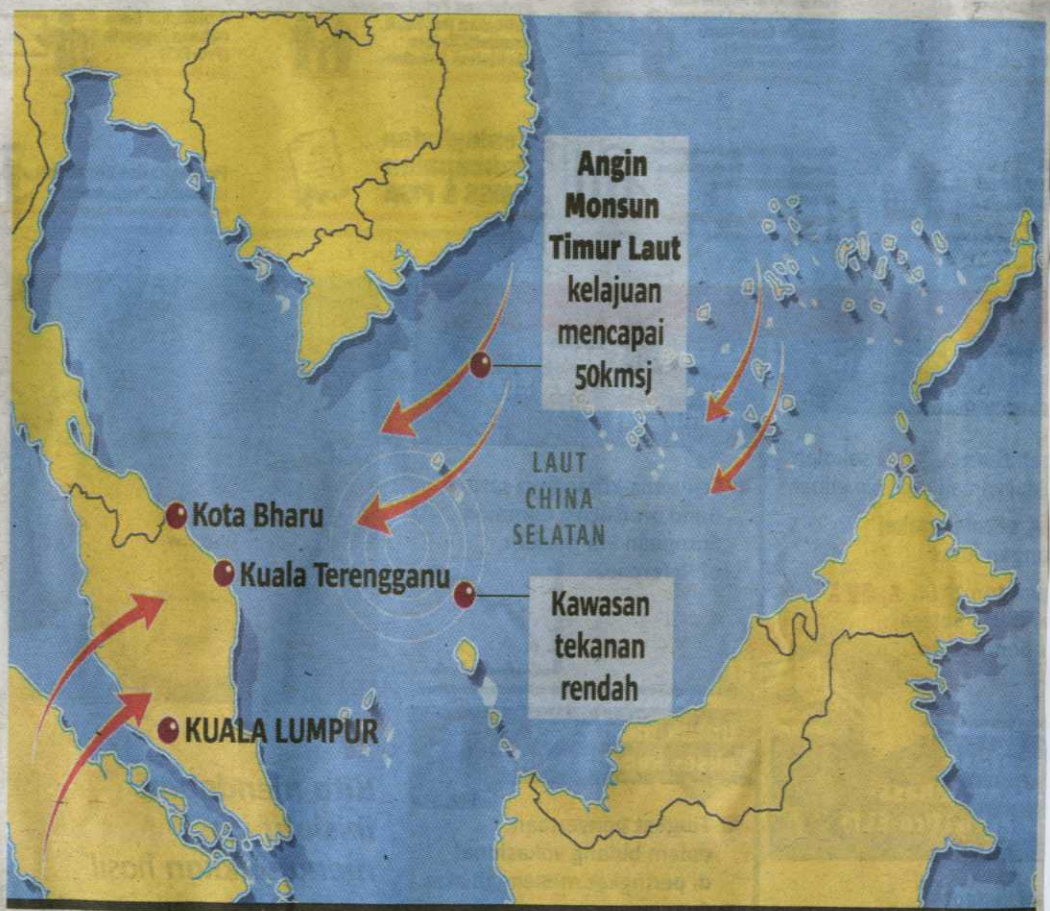 Angin
Monsun
Timur Laut
kelajuan
mencapai
50kmsj
LAUT
CHINA
SELATAN
Kota Bharu
Kuala Terengganu
Kawasan
tekanan
rendah
KUALA LUMPUR